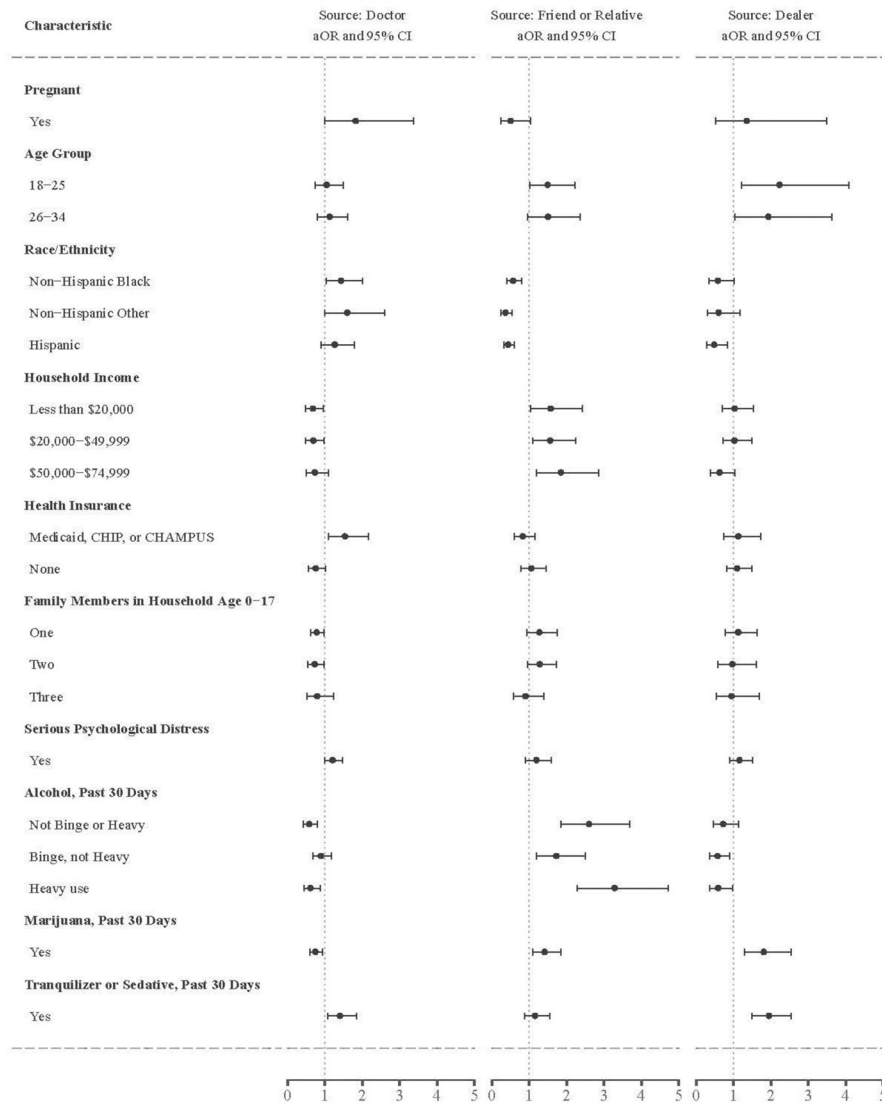 Characteristic
Source: Doctor
aOR and 95% CI
Source: Friend or Relative
aOR and 95% CI
Source: Dealer
aOR and 95% CI
Pregnant
Yes
Age Group
18−25
26−34
Race/Ethnicity
Non−Hispanic Black
Non−Hispanic Other
Hispanic
Household Income
Less than $20,000
$20,000−$49,999
$50,000−$74,999
Health Insurance
Medicaid, CHIP, or CHAMPUS
None
Family Members in Household Age 0−17
One
Two
Three
Serious Psychological Distress
Yes
Alcohol, Past 30 Days
Not Binge or Heavy
Binge, not Heavy
Heavy use
Marijuana, Past 30 Days
Yes
Tranquilizer or Sedative, Past 30 Days
Yes
0 1 2 3 4 5 0 1 2 3 4 5 0 1 2 3 4 5